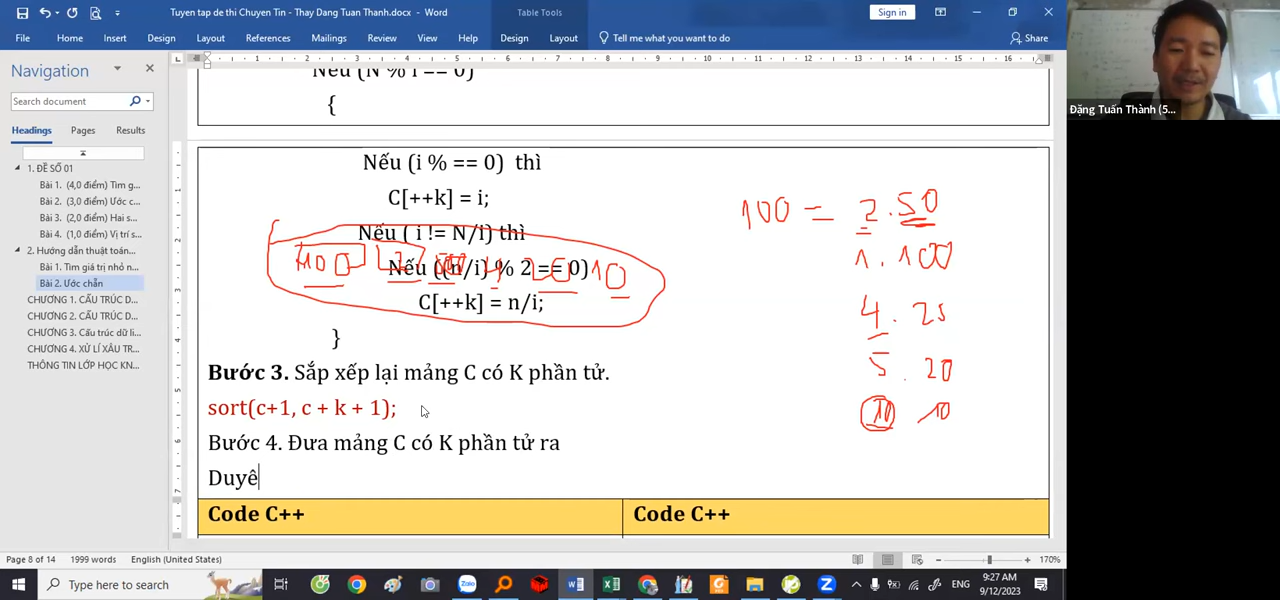 Tuyen tap de thi Chuyen Tin - Thay Dang Tuan Thanh.docx - Word
Table Tools
Sign in
File Home Insert Design Layout References Mailings Review View Help Design Layout Tell me what you want to do Share
Navigation
Search document
Headings Pages Results
1. ĐỀ SỐ 01
Bài 1. (4,0 điểm) Tìm g...
Bài 2. (3,0 điểm) Ước c...
Bài 3. (2,0 điểm) Hai s...
Bài 4. (1,0 điểm) Vị trí s...
2. Hướng dẫn thuật toán...
Bài 1. Tìm giá trị nhỏ n...
Bài 2. Ước chẵn
CHƯƠNG 1. CẤU TRÚC D...
CHƯƠNG 2. CẤU TRÚC D...
CHƯƠNG 3. Cấu trúc dữ li...
CHƯƠNG 4. XỬ LÍ XÂU TR...
THÔNG TIN LỚP HỌC KN...
Nếu (N % i == 0)
{
Nếu (i % == 0) thì
C[++k] = i;
Nếu ( i != N/i) thì
Nếu ((n/i) % 2 == 0)
C[++k] = n/i;
}
Bước 3. Sắp xếp lại mảng C có K phần tử.
sort(c+1, c + k + 1);
Bước 4. Đưa mảng C có K phần tử ra
Duyê
Code C++ Code C++
100 2 50 4 20 10
100 = 2 . 50
1 . 100
4 . 25
5 . 20
10 10
Đặng Tuấn Thành (5...
Page 8 of 14 1999 words English (United States) 170%
Type here to search
ENG
9:27 AM
9/12/2023